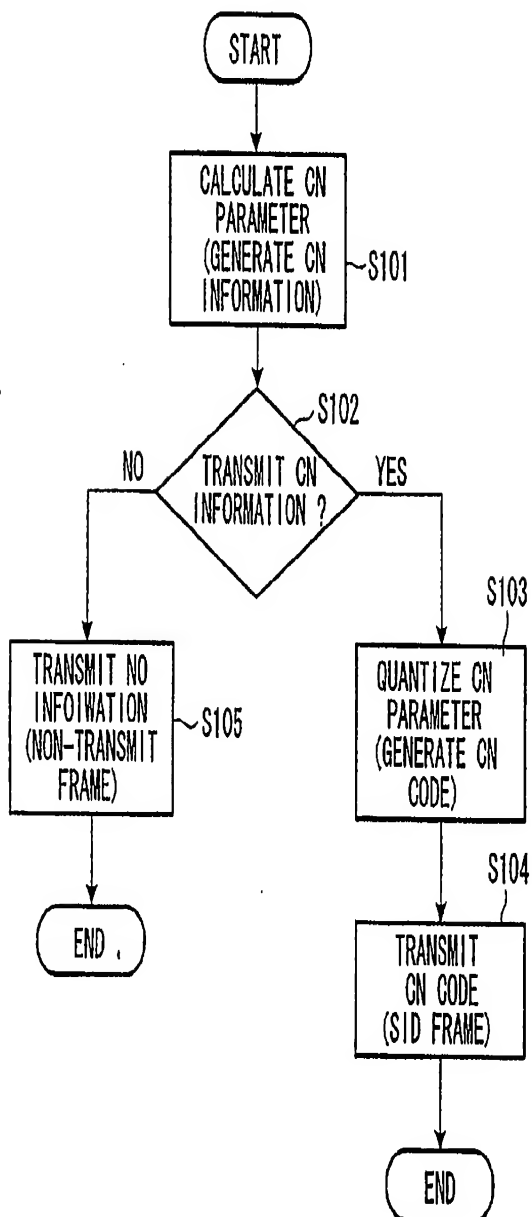 START
CALCULATE CN
PARAMETER
(GENERATE CN
INFORMATION)
S101
S102
NO
TRANSMIT CN
INFORMATION ?
YES
S103
TRANSMIT NO
INFOIWATION
(NON-TRANSMIT
FRAME)
S105
QUANTIZE CN
PARAMETER
(GENERATE CN
CODE)
S104
END
TRANSMIT
CN CODE
(SID FRAME)
END